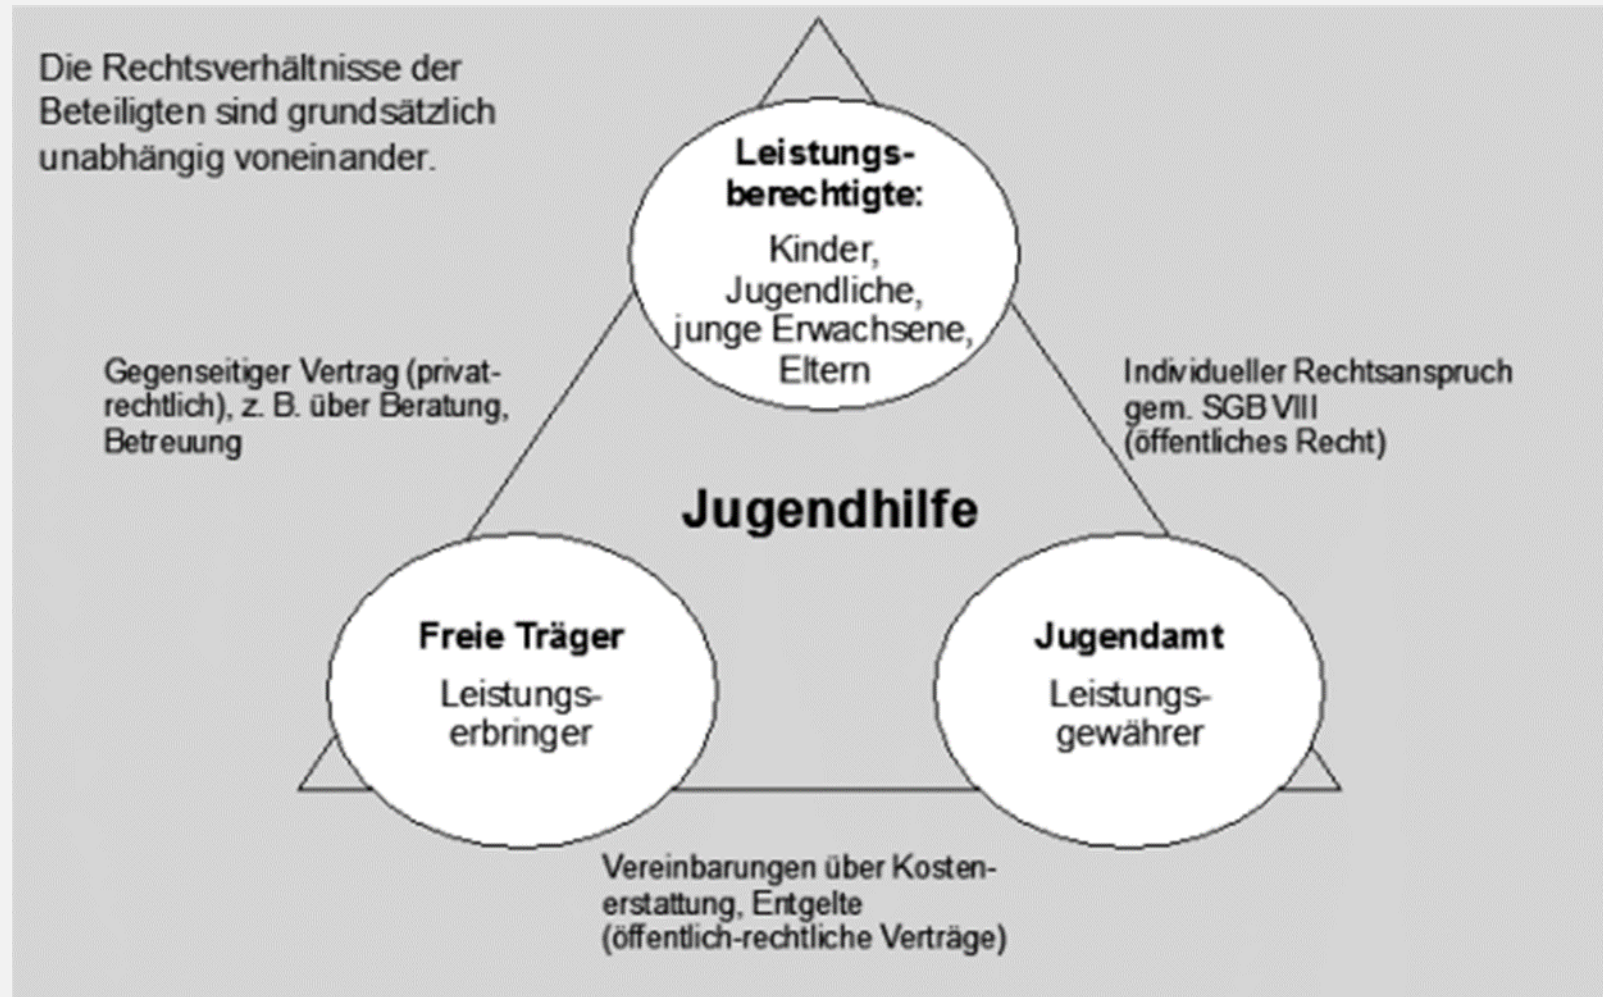 Die Rechtsverhältnisse der
Beteiligten sind grundsätzlich
unabhängig voneinander.
Leistungs-
berechtigte:
Kinder,
Jugendliche,
junge Erwachsene,
Eltern
Gegenseitiger Vertrag (privat-
rechtlich), z. B. über Beratung,
Betreuung
Individueller Rechtsanspruch
gem. SGB VIII
(öffentliches Recht)
Jugendhilfe
Freie Träger
Leistungs-
erbringer
Jugendamt
Leistungs-
gewährer
Vereinbarungen über Kosten-
erstattung, Entgelte
(öffentlich-rechtliche Verträge)